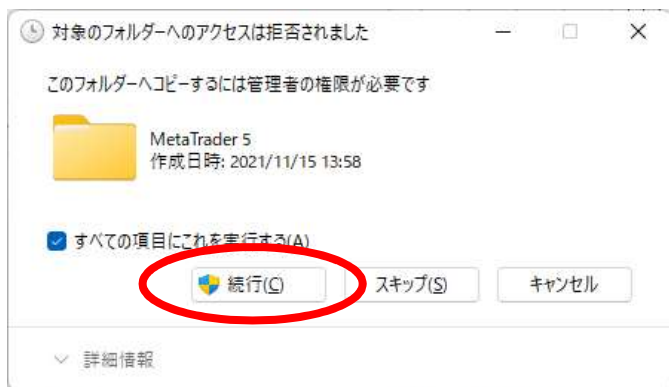 対象のフォルダーへのアクセスは拒否されました
このフォルダーへコピーするには管理者の権限が必要です
MetaTrader 5
作成日時: 2021/11/15 13:58
すべての項目にこれを実行する(A)
続行(C) スキップ(S) キャンセル
詳細情報